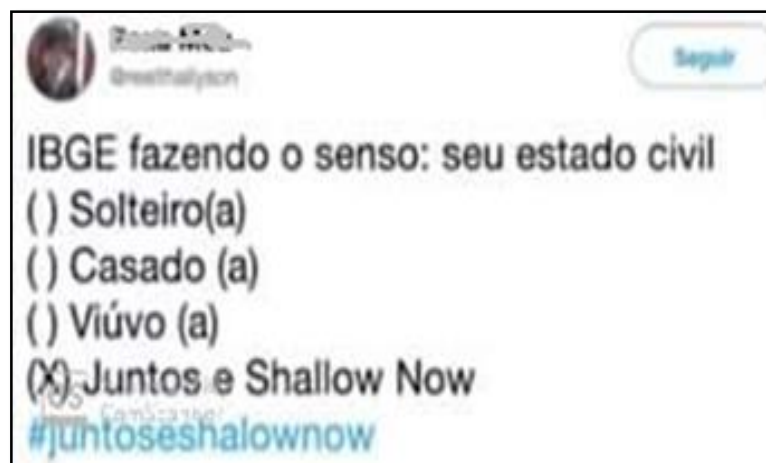 Seguir
IBGE fazendo o senso: seu estado civil
( ) Solteiro(a)
( ) Casado (a)
( ) Viúvo (a)
(X) Juntos e Shallow Now
#juntoseshalownow